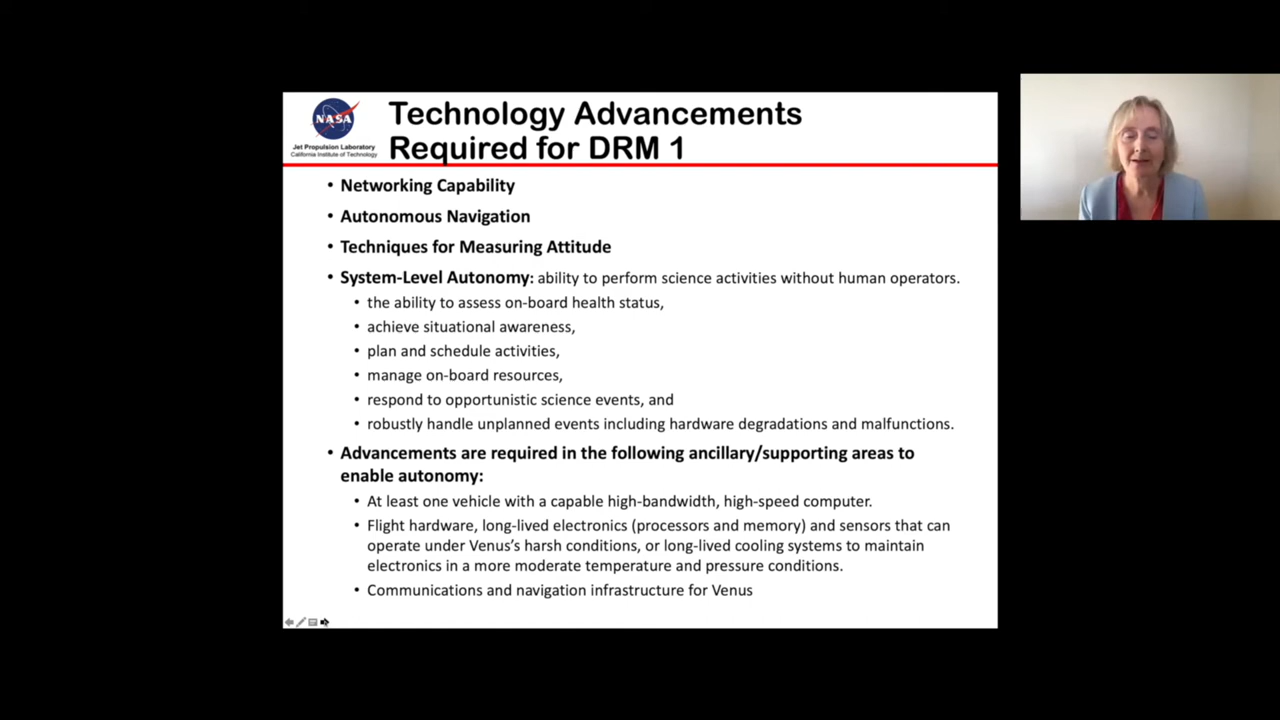 NASA
Jet Propulsion Laboratory
California Institute of Technology
Technology Advancements
Required for DRM 1
• Networking Capability
• Autonomous Navigation
• Techniques for Measuring Attitude
• System-Level Autonomy: ability to perform science activities without human operators.
• the ability to assess on-board health status,
• achieve situational awareness,
• plan and schedule activities,
• manage on-board resources,
• respond to opportunistic science events, and
• robustly handle unplanned events including hardware degradations and malfunctions.
• Advancements are required in the following ancillary/supporting areas to
enable autonomy:
• At least one vehicle with a capable high-bandwidth, high-speed computer.
• Flight hardware, long-lived electronics (processors and memory) and sensors that can
operate under Venus’s harsh conditions, or long-lived cooling systems to maintain
electronics in a more moderate temperature and pressure conditions.
• Communications and navigation infrastructure for Venus